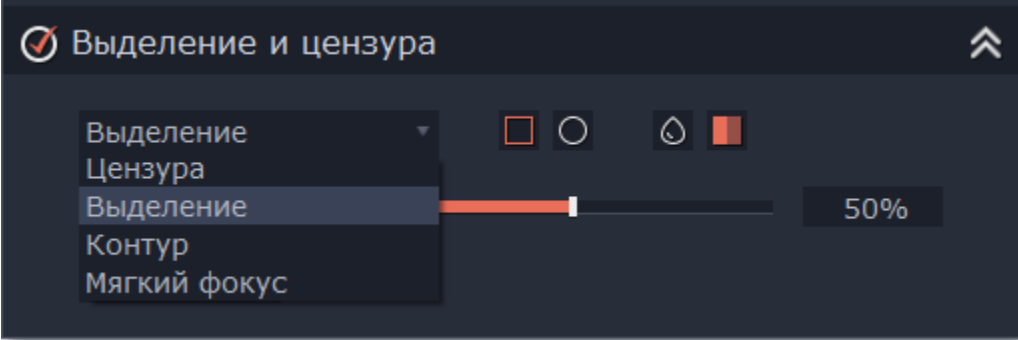 Выделение и цензура
Выделение
Цензура
Выделение
50%
Контур
Мягкий фокус